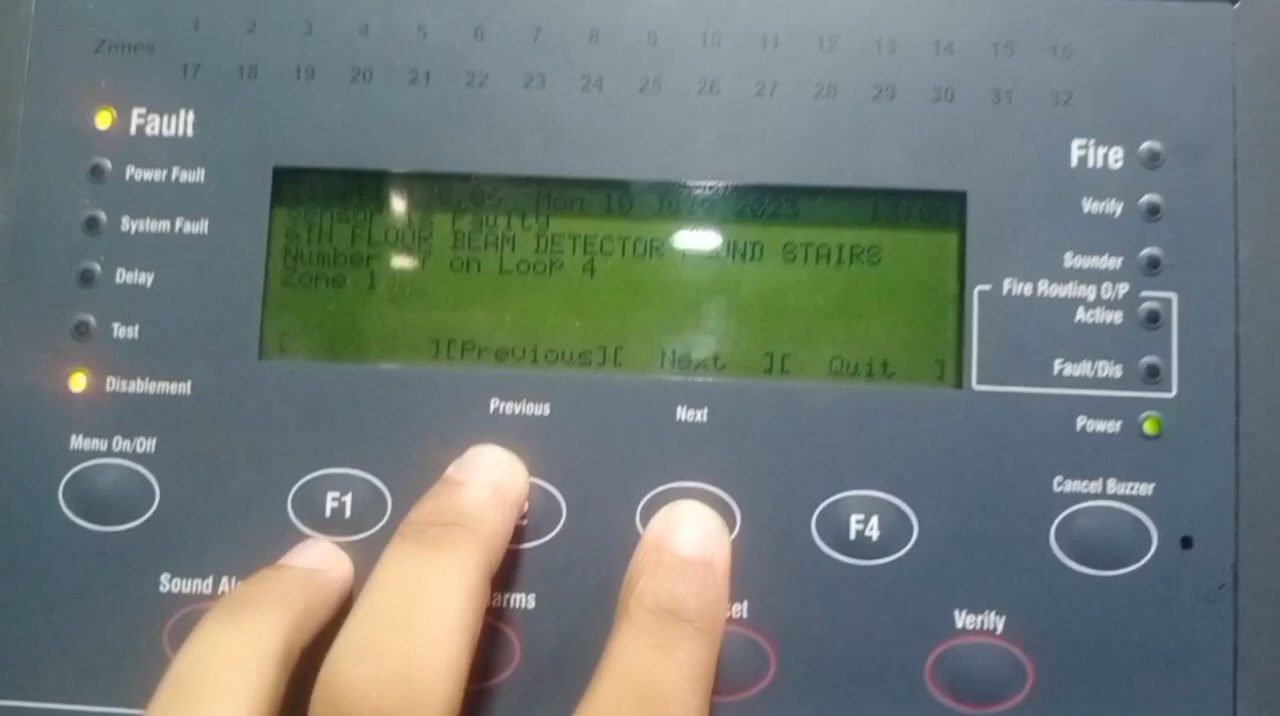 Zones 1 2 3 4 5 6 7 8 9 10 11 12 13 14 15 16
17 18 19 20 21 22 23 24 25 26 27 28 29 30 31 32
Fault
Power Fault
System Fault
Delay
Test
Disablement
Mon 10 July 2023
Sensor Faulty
5TH FLOOR BEAM DETECTOR STAIRS
Number on Loop 4
Zone 1
[ ][Previous][ Next ][ Quit ]
Fire
Verify
Sounder
Fire Routing O/P
Active
Fault/Dis
Power
Previous Next
Menu On/Off
Cancel Buzzer
F1 F4
Sound
Verify